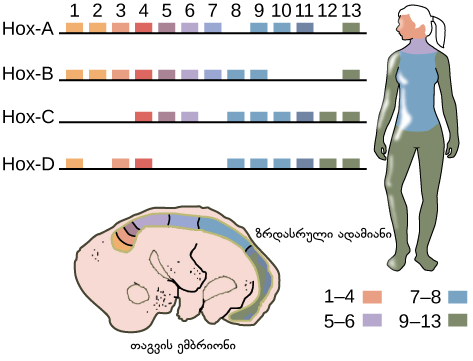 1 2 3 4 5 6 7 8 9 10 11 12 13
Hox-A
Hox-B
Hox-C
Hox-D
ზრდასრული ადამიანი
თაგვის ემბრიონი
1–4 7–8
5–6 9–13